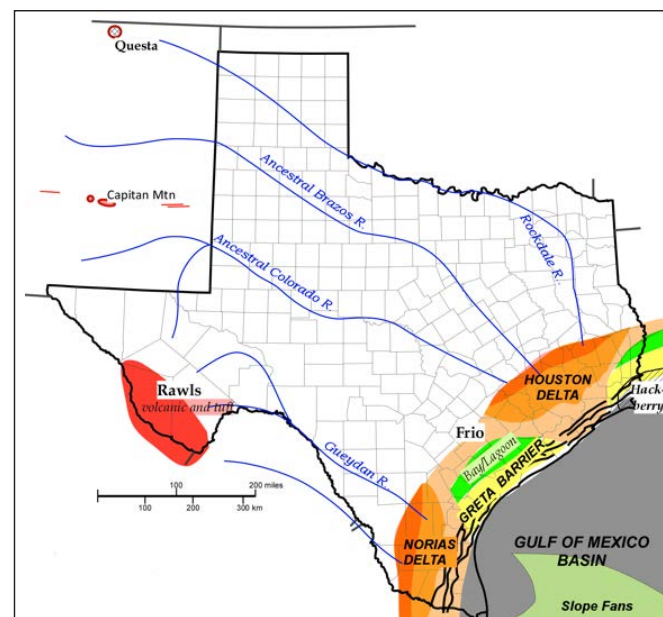 Questa
Capitan Mtn
Ancestral Brazos R.
Rockdale R..
Ancestral Colorado R.
Rawls
volcanic and tuff
HOUSTON
DELTA
Hack-
berry
Frio
Bay/Lagoon
GRETA BARRIER
Gueydan R.
100 200 miles
100 200 300 km
NORIAS
DELTA
GULF OF MEXICO
BASIN
Slope Fans